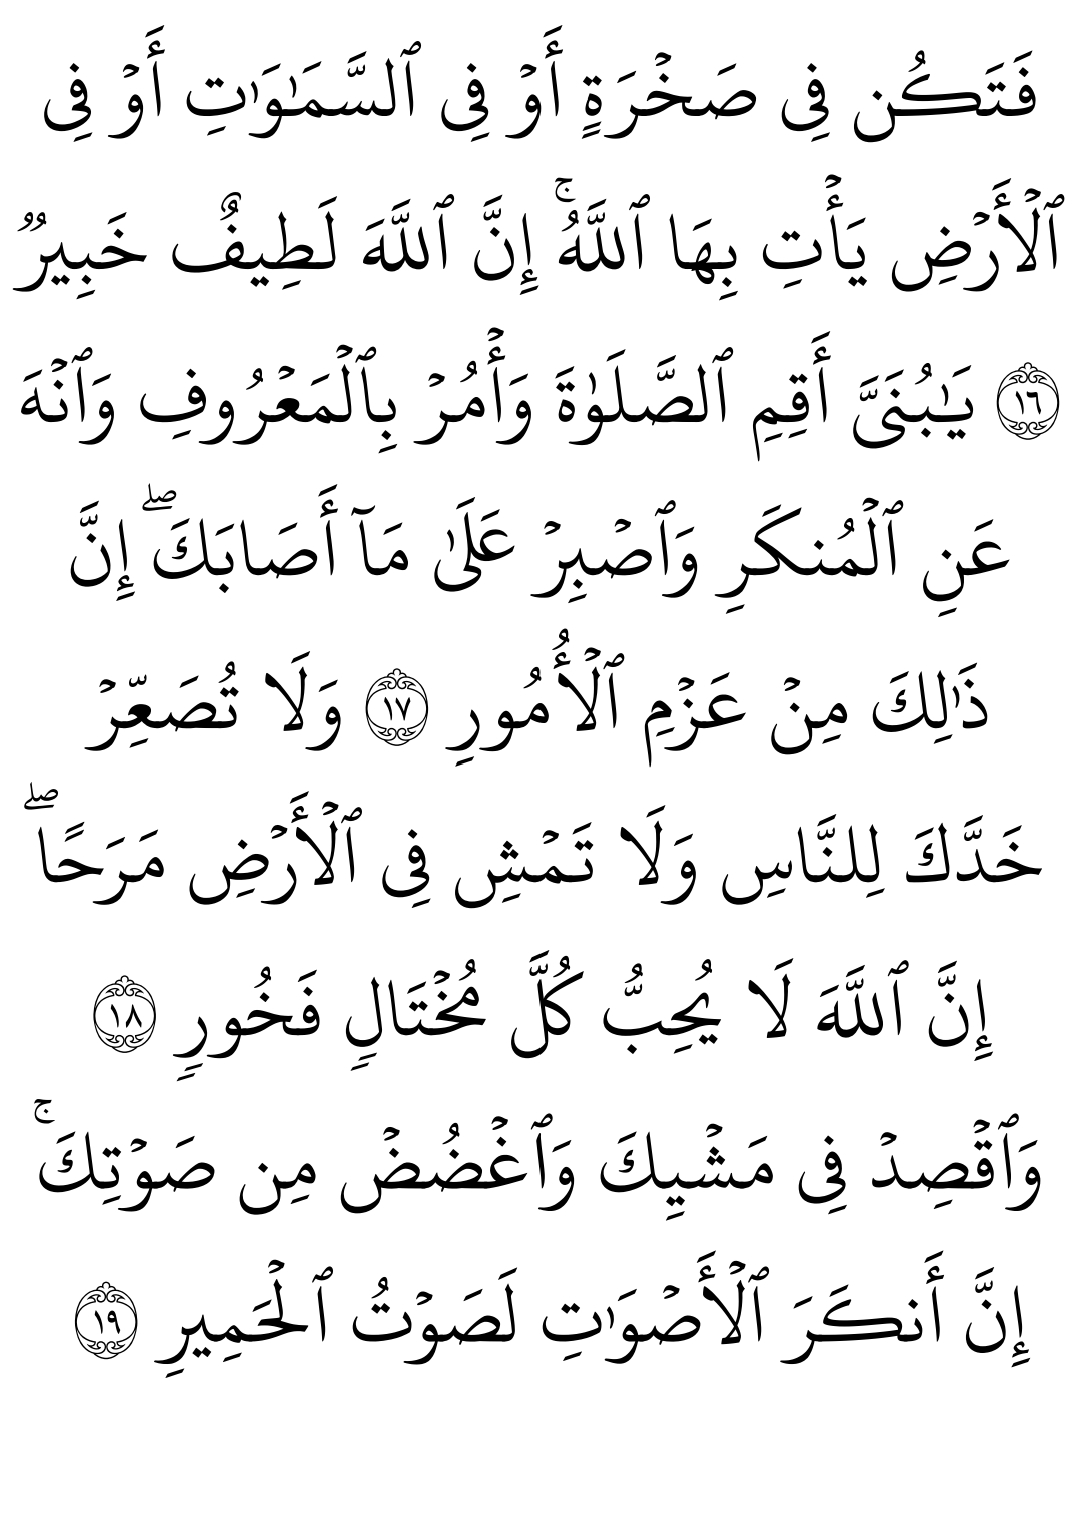 فَتَكُن فِى صَخۡرَةٍ أَوۡ فِى ٱلسَّمَٰوَٰتِ أَوۡ فِى
ٱلۡأَرۡضِ يَأۡتِ بِهَا ٱللَّهُۚ إِنَّ ٱللَّهَ لَطِيفٌ خَبِيرٌ
١٦ يَٰبُنَىَّ أَقِمِ ٱلصَّلَوٰةَ وَأۡمُرۡ بِٱلۡمَعۡرُوفِ وَٱنۡهَ
عَنِ ٱلۡمُنكَرِ وَٱصۡبِرۡ عَلَىٰ مَآ أَصَابَكَۖ إِنَّ
ذَٰلِكَ مِنۡ عَزۡمِ ٱلۡأُمُورِ ١٧ وَلَا تُصَعِّرۡ
خَدَّكَ لِلنَّاسِ وَلَا تَمۡشِ فِى ٱلۡأَرۡضِ مَرَحًاۖ
إِنَّ ٱللَّهَ لَا يُحِبُّ كُلَّ مُخۡتَالٍ فَخُورٍ ١٨
وَٱقۡصِدۡ فِى مَشۡيِكَ وَٱغۡضُضۡ مِن صَوۡتِكَۚ
إِنَّ أَنكَرَ ٱلۡأَصۡوَٰتِ لَصَوۡتُ ٱلۡحَمِيرِ ١٩